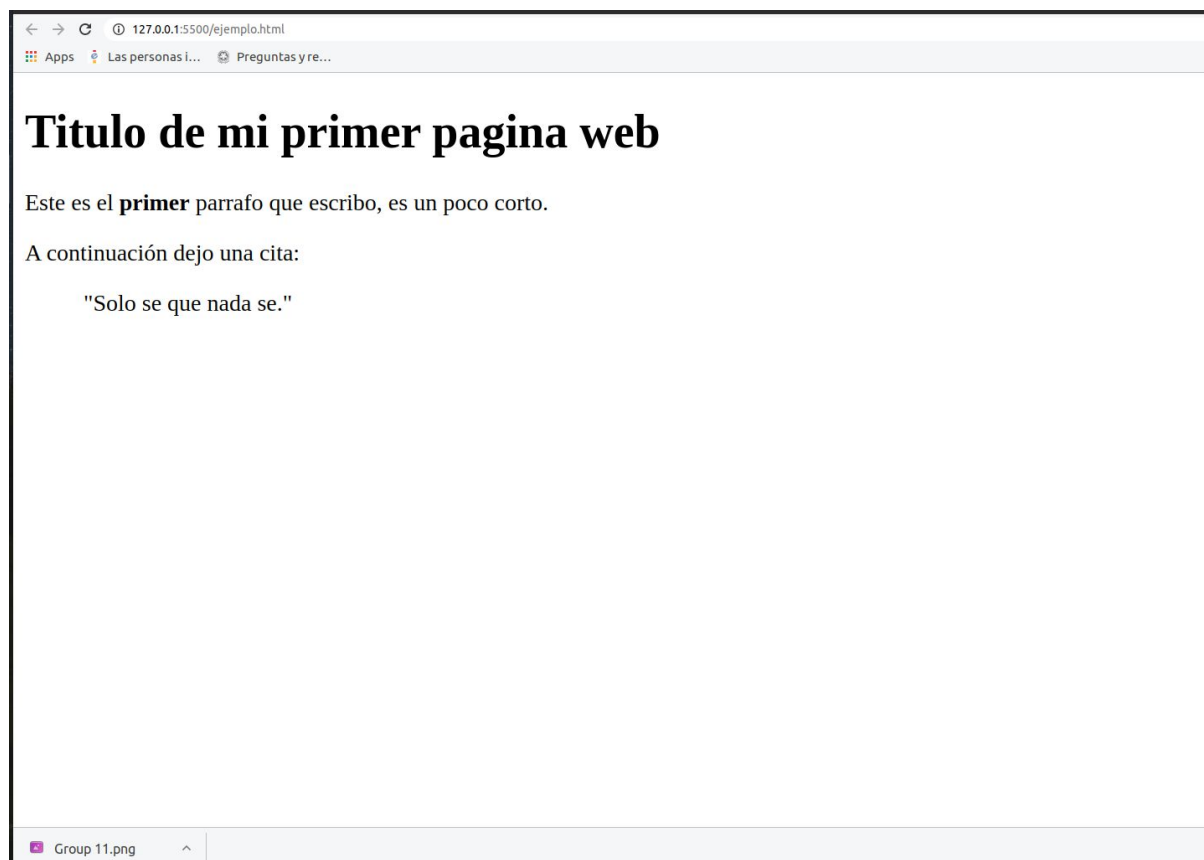 127.0.0.1:5500/ejemplo.html
Apps Las personas i... Preguntas y re...
Titulo de mi primer pagina web
Este es el primer parrafo que escribo, es un poco corto.
A continuación dejo una cita:
"Solo se que nada se."
Group 11.png